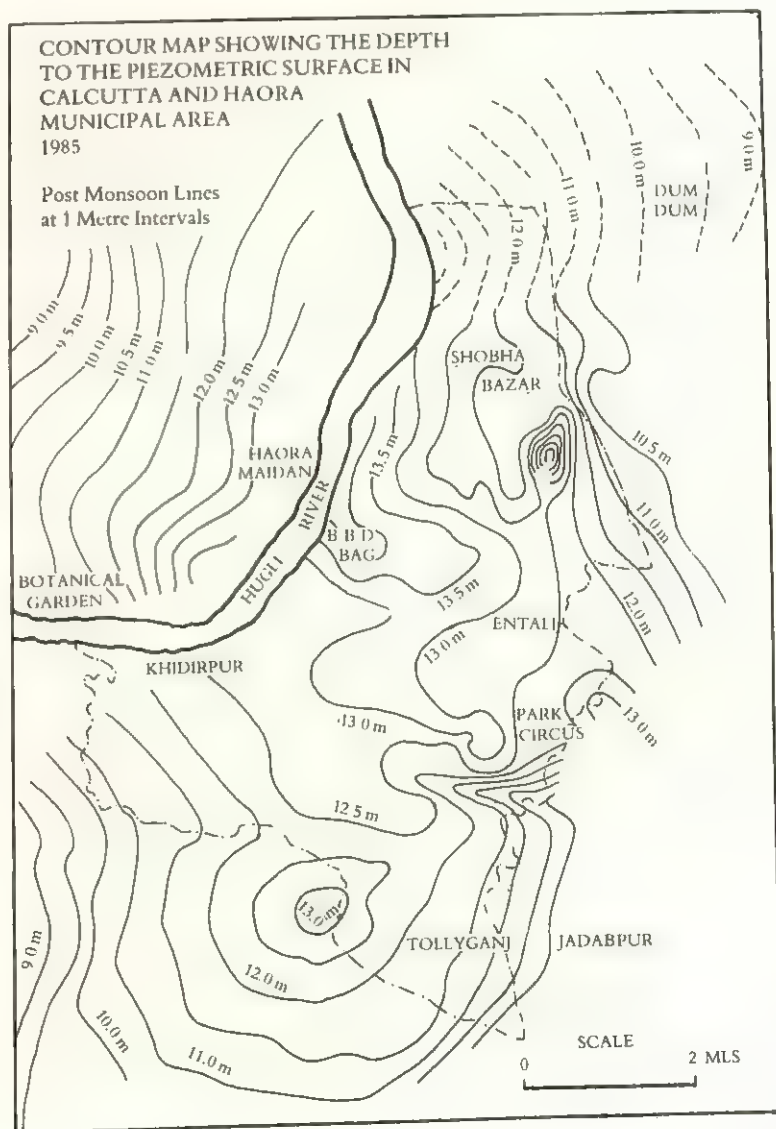 CONTOUR MAP SHOWING THE DEPTH
TO THE PIEZOMETRIC SURFACE IN
CALCUTTA AND HAORA
MUNICIPAL AREA
1985
Post Monsoon Lines
at 1 Metre Intervals
9.0 m
10.0 m
11.0 m
12.0 m
DUM
DUM
9.0 m
9.5 m
10.0 m
10.5 m
11.0 m
12.0 m
12.5 m
13.0 m
SHOBHA
BAZAR
HAORA
MAIDAN
13.5 m
10.5 m
11.0 m
HUGLI RIVER
B B D
BAG
BOTANICAL
GARDEN
13.5 m
12.0 m
ENTALI
13.0 m
KHIDIRPUR
13.0 m
PARK
CIRCUS
13.0 m
12.5 m
13.0 m
9.0 m
TOLLYGANJ
JADABPUR
12.0 m
10.0 m
11.0 m
SCALE
0 2 MLS